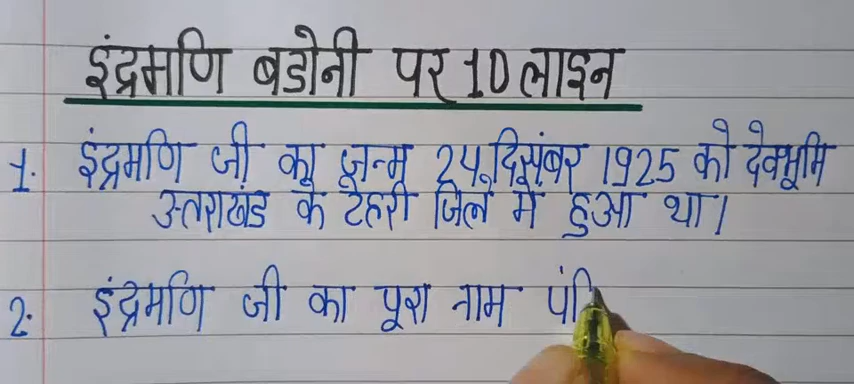 इंद्रमणि बडोनी पर 10 लाइन
1. इंद्रमणि जी का जन्म 24 दिसंबर 1925 को देवभूमि
उत्तराखंड के टेहरी जिले में हुआ था।
2. इंद्रमणि जी का पूरा नाम पं